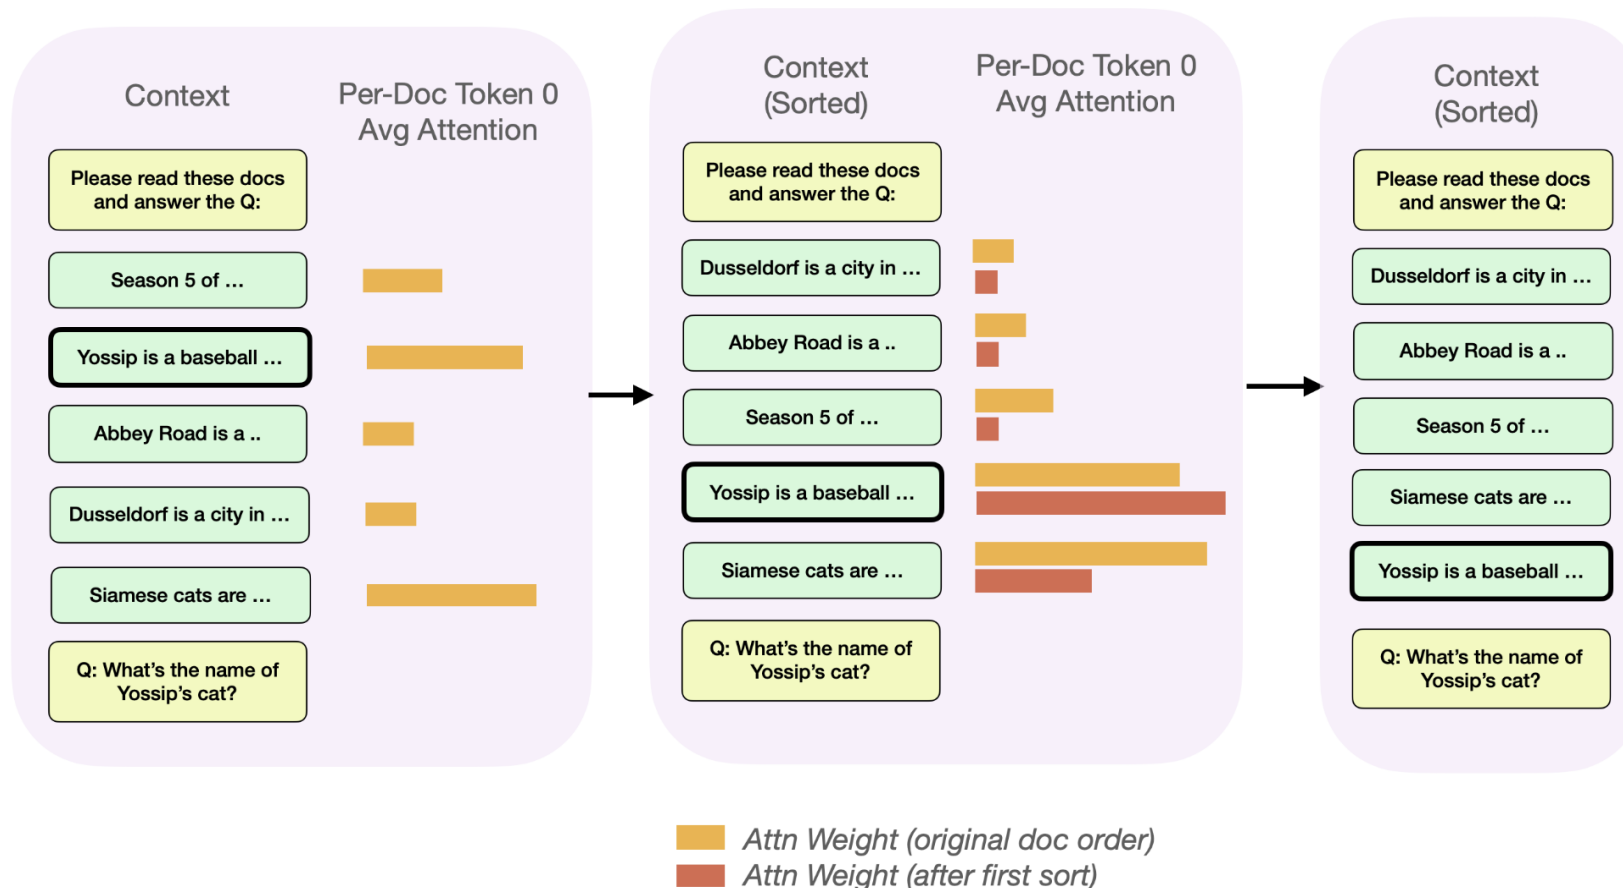 Context
Per-Doc Token 0
Avg Attention
Please read these docs
and answer the Q:
Season 5 of ...
Yossip is a baseball ...
Abbey Road is a ..
Dusseldorf is a city in ...
Siamese cats are ...
Q: What's the name of
Yossip's cat?
Context
(Sorted)
Per-Doc Token 0
Avg Attention
Please read these docs
and answer the Q:
Dusseldorf is a city in ...
Abbey Road is a ..
Season 5 of ...
Yossip is a baseball ...
Siamese cats are ...
Q: What's the name of
Yossip's cat?
Context
(Sorted)
Please read these docs
and answer the Q:
Dusseldorf is a city in ...
Abbey Road is a ..
Season 5 of ...
Siamese cats are ...
Yossip is a baseball ...
Q: What's the name of
Yossip's cat?
Attn Weight (original doc order)
Attn Weight (after first sort)